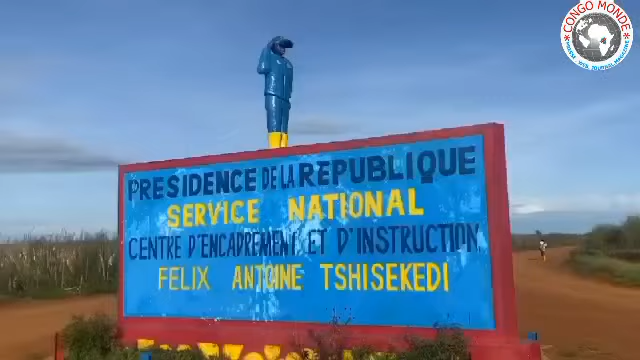 CONGO MONDE
PRESIDENCE DE LA REPUBLIQUE
SERVICE NATIONAL
CENTRE D'ENCADREMENT ET D'INSTRUCTION
FELIX ANTOINE TSHISEKEDI